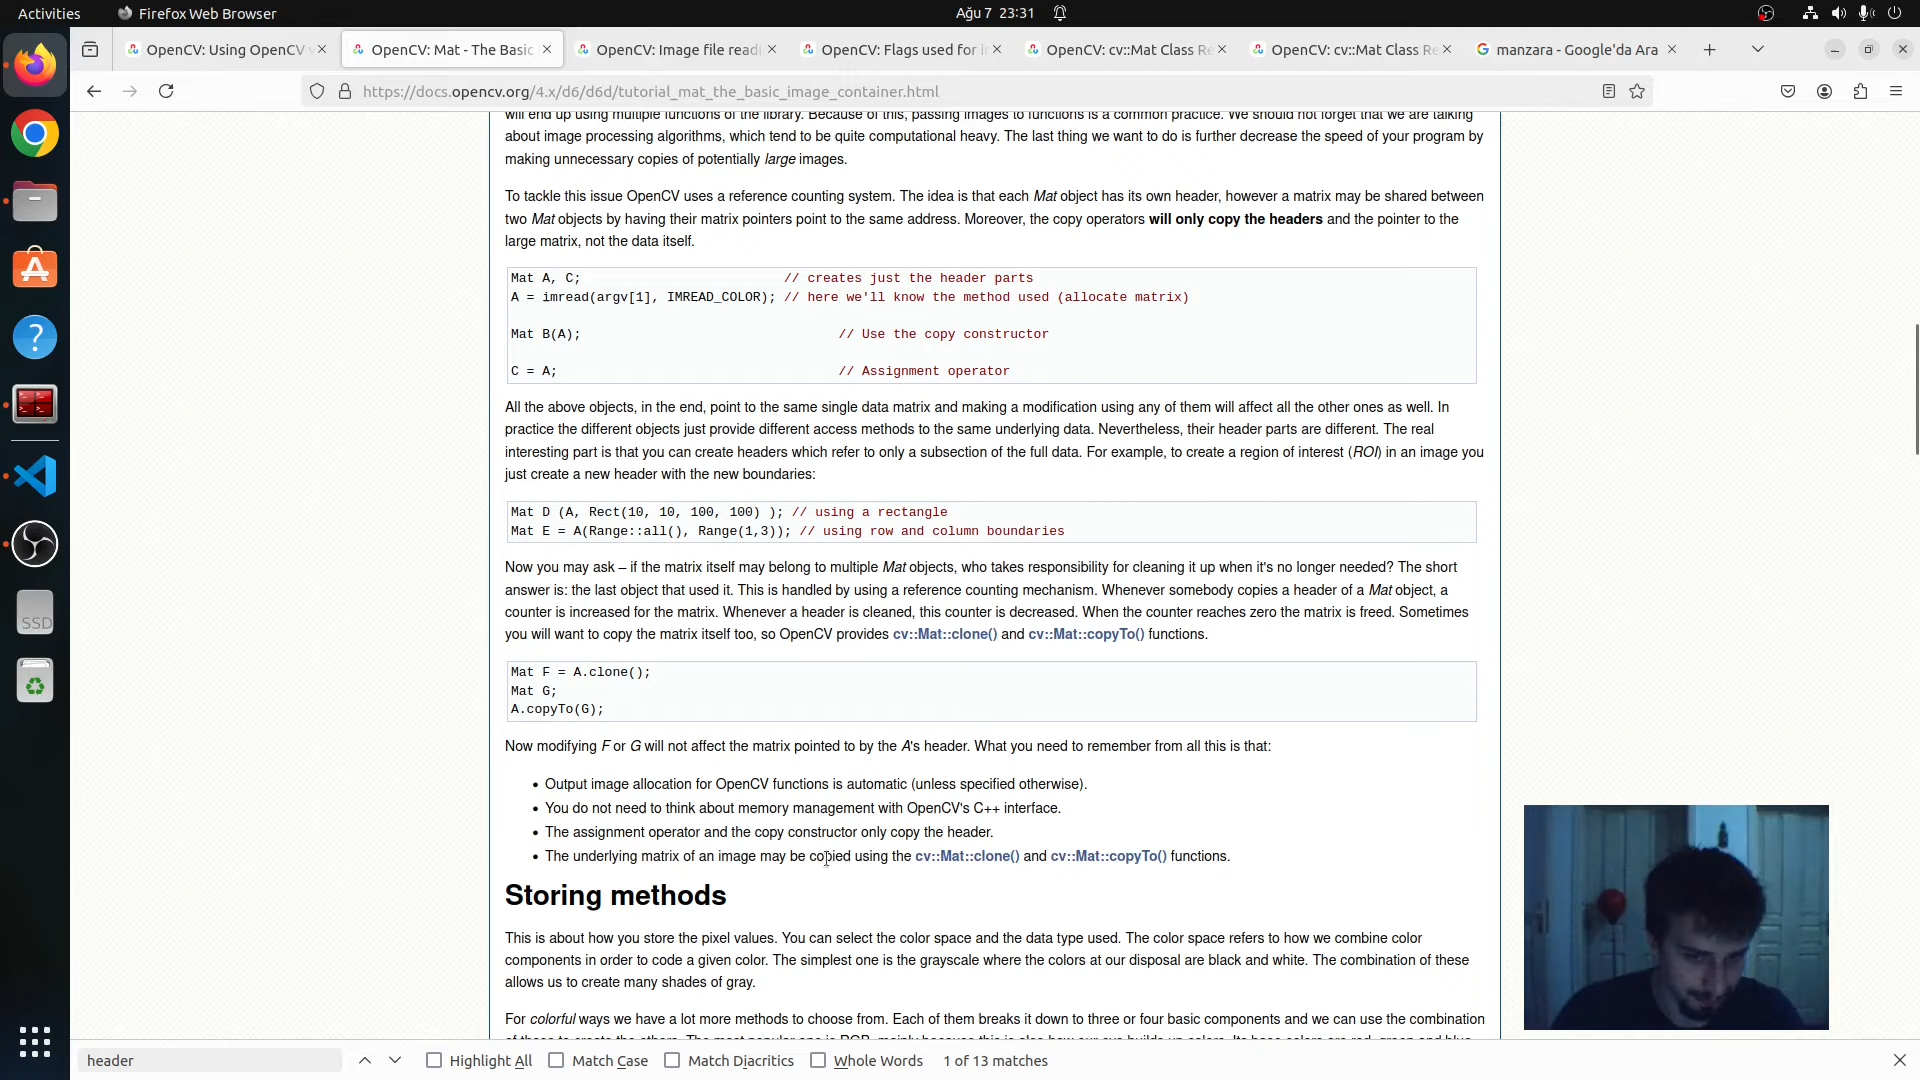 Activities
Firefox Web Browser
Ağu 7 23:31
OpenCV: Using OpenCV
OpenCV: Mat - The Basic
OpenCV: Image file readi
OpenCV: Flags used for i
OpenCV: cv::Mat Class Re
OpenCV: cv::Mat Class Re
manzara - Google'da Ara
https://docs.opencv.org/4.x/d6/d6d/tutorial_mat_the_basic_image_container.html
will end up using multiple functions of the library. Because of this, passing images to functions is a common practice. We should not forget that we are talking
about image processing algorithms, which tend to be quite computational heavy. The last thing we want to do is further decrease the speed of your program by
making unnecessary copies of potentially large images.
To tackle this issue OpenCV uses a reference counting system. The idea is that each Mat object has its own header, however a matrix may be shared between
two Mat objects by having their matrix pointers point to the same address. Moreover, the copy operators will only copy the headers and the pointer to the
large matrix, not the data itself.
Mat A, C; // creates just the header parts
A = imread(argv[1], IMREAD_COLOR); // here we'll know the method used (allocate matrix)
Mat B(A); // Use the copy constructor
C = A; // Assignment operator
All the above objects, in the end, point to the same single data matrix and making a modification using any of them will affect all the other ones as well. In
practice the different objects just provide different access methods to the same underlying data. Nevertheless, their header parts are different. The real
interesting part is that you can create headers which refer to only a subsection of the full data. For example, to create a region of interest (ROI) in an image you
just create a new header with the new boundaries:
Mat D (A, Rect(10, 10, 100, 100) ); // using a rectangle
Mat E = A(Range::all(), Range(1,3)); // using row and column boundaries
Now you may ask – if the matrix itself may belong to multiple Mat objects, who takes responsibility for cleaning it up when it's no longer needed? The short
answer is: the last object that used it. This is handled by using a reference counting mechanism. Whenever somebody copies a header of a Mat object, a
counter is increased for the matrix. Whenever a header is cleaned, this counter is decreased. When the counter reaches zero the matrix is freed. Sometimes
you will want to copy the matrix itself too, so OpenCV provides cv::Mat::clone() and cv::Mat::copyTo() functions.
Mat F = A.clone();
Mat G;
A.copyTo(G);
Now modifying F or G will not affect the matrix pointed to by the A's header. What you need to remember from all this is that:
• Output image allocation for OpenCV functions is automatic (unless specified otherwise).
• You do not need to think about memory management with OpenCV's C++ interface.
• The assignment operator and the copy constructor only copy the header.
• The underlying matrix of an image may be copied using the cv::Mat::clone() and cv::Mat::copyTo() functions.
Storing methods
This is about how you store the pixel values. You can select the color space and the data type used. The color space refers to how we combine color
components in order to code a given color. The simplest one is the grayscale where the colors at our disposal are black and white. The combination of these
allows us to create many shades of gray.
For colorful ways we have a lot more methods to choose from. Each of them breaks it down to three or four basic components and we can use the combination
SSD
header
Highlight All
Match Case
Match Diacritics
Whole Words
1 of 13 matches